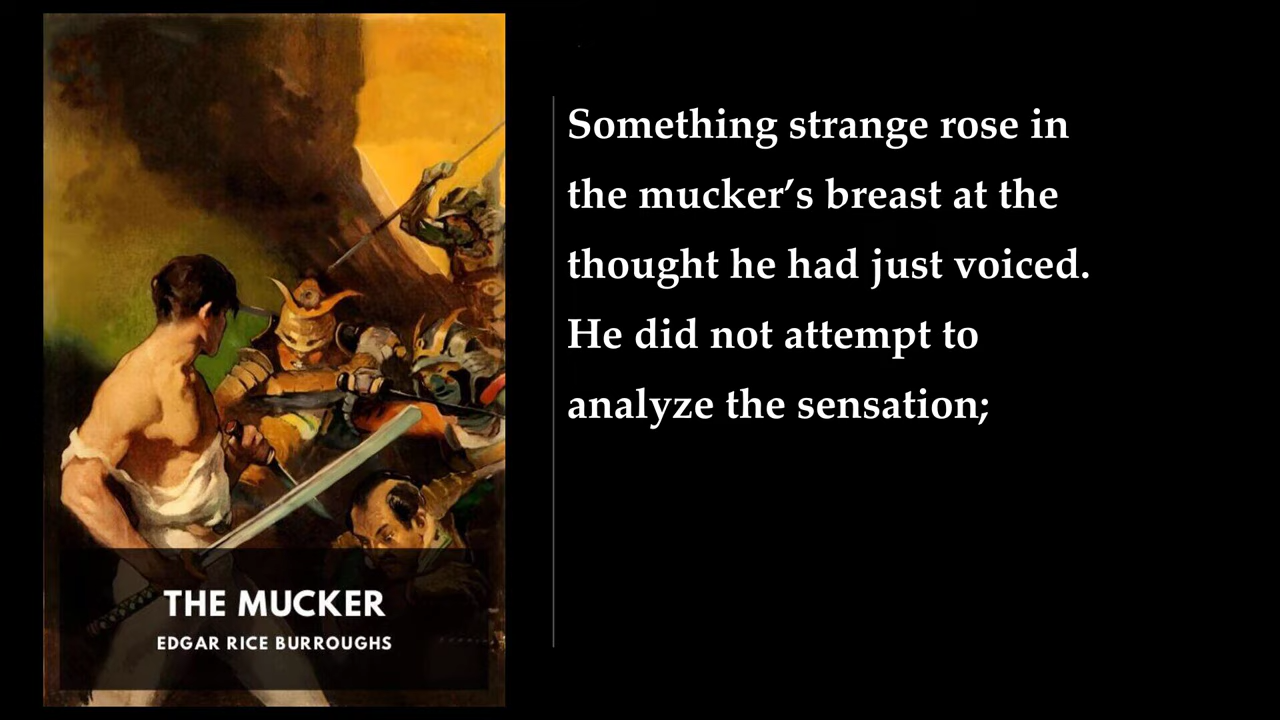 THE MUCKER
EDGAR RICE BURROUGHS
Something strange rose in
the mucker’s breast at the
thought he had just voiced.
He did not attempt to
analyze the sensation;